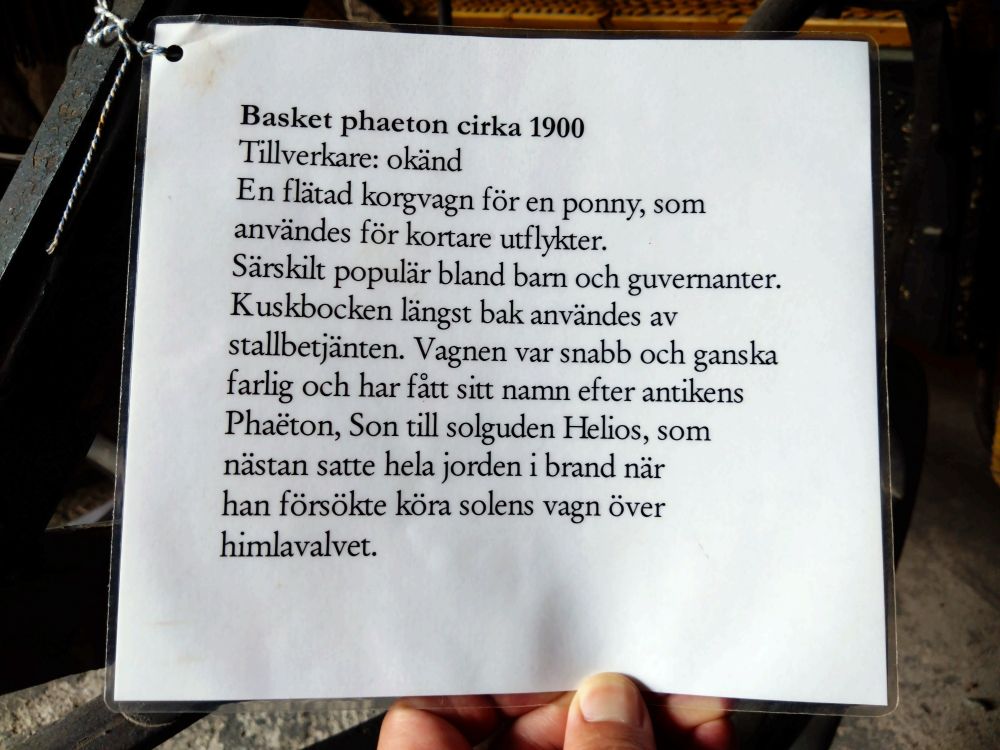 Basket phaeton cirka 1900
Tillverkare: okänd
En flätad korgvagn för en ponny, som
användes för kortare utflykter.
Särskilt populär bland barn och guvernanter.
Kuskbocken längst bak användes av
stallbetjänten. Vagnen var snabb och ganska
farlig och har fått sitt namn efter antikens
Phaëton, Son till solguden Helios, som
nästan satte hela jorden i brand när
han försökte köra solens vagn över
himlavalvet.